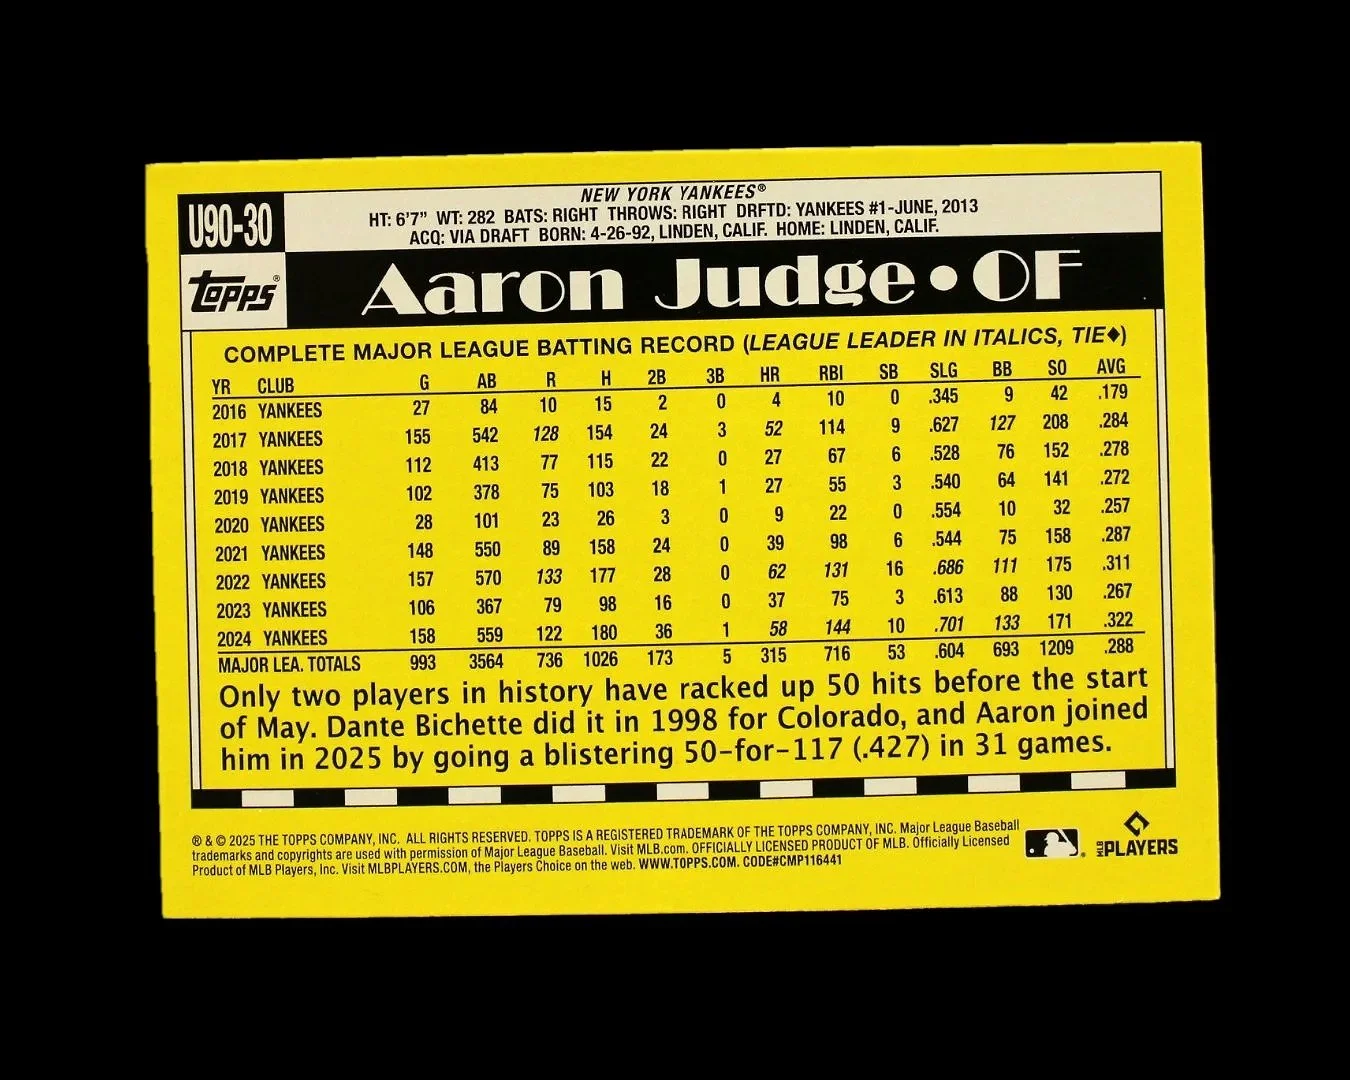 U90-30
NEW YORK YANKEES®
HT: 6'7" WT: 282 BATS: RIGHT THROWS: RIGHT DRFTD: YANKEES #1-JUNE, 2013
ACQ: VIA DRAFT BORN: 4-26-92, LINDEN, CALIF. HOME: LINDEN, CALIF.
Topps®
Aaron Judge • OF
COMPLETE MAJOR LEAGUE BATTING RECORD (LEAGUE LEADER IN ITALICS, TIE♦)
YR CLUB G AB R H 2B 3B HR RBI SB SLG BB SO AVG
2016 YANKEES 27 84 10 15 2 0 4 10 0 .345 9 42 .179
2017 YANKEES 155 542 128 154 24 3 52 114 9 .627 127 208 .284
2018 YANKEES 112 413 77 115 22 0 27 67 6 .528 76 152 .278
2019 YANKEES 102 378 75 103 18 1 27 55 3 .540 64 141 .272
2020 YANKEES 28 101 23 26 3 0 9 22 0 .554 10 32 .257
2021 YANKEES 148 550 89 158 24 0 39 98 6 .544 75 158 .287
2022 YANKEES 157 570 133 177 28 0 62 131 16 .686 111 175 .311
2023 YANKEES 106 367 79 98 16 0 37 75 3 .613 88 130 .267
2024 YANKEES 158 559 122 180 36 1 58 144 10 .701 133 171 .322
MAJOR LEA. TOTALS 993 3564 736 1026 173 5 315 716 53 .604 693 1209 .288
Only two players in history have racked up 50 hits before the start
of May. Dante Bichette did it in 1998 for Colorado, and Aaron joined
him in 2025 by going a blistering 50-for-117 (.427) in 31 games.
® & © 2025 THE TOPPS COMPANY, INC. ALL RIGHTS RESERVED. TOPPS IS A REGISTERED TRADEMARK OF THE TOPPS COMPANY, INC. Major League Baseball
trademarks and copyrights are used with permission of Major League Baseball. Visit MLB.com. OFFICIALLY LICENSED PRODUCT OF MLB. Officially Licensed
Product of MLB Players, Inc. Visit MLBPLAYERS.COM, the Players Choice on the web. WWW.TOPPS.COM. CODE#CMP116441
MLB PLAYERS